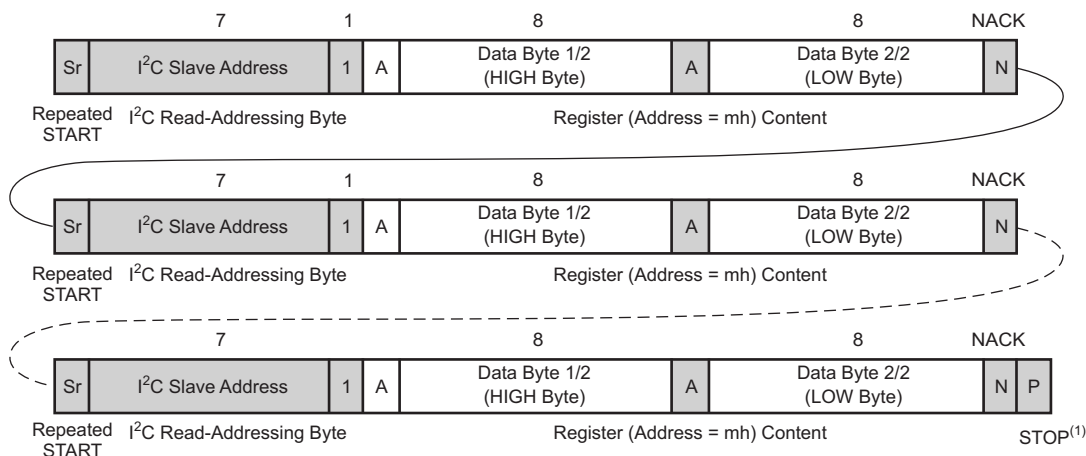 7 1 8 8 NACK
Sr I²C Slave Address 1 A Data Byte 1/2 (HIGH Byte) A Data Byte 2/2 (LOW Byte) N
Repeated START I²C Read-Addressing Byte Register (Address = mh) Content
7 1 8 8 NACK
Sr I²C Slave Address 1 A Data Byte 1/2 (HIGH Byte) A Data Byte 2/2 (LOW Byte) N
Repeated START I²C Read-Addressing Byte Register (Address = mh) Content
7 1 8 8 NACK
Sr I²C Slave Address 1 A Data Byte 1/2 (HIGH Byte) A Data Byte 2/2 (LOW Byte) N P
Repeated START I²C Read-Addressing Byte Register (Address = mh) Content STOP⁽¹⁾